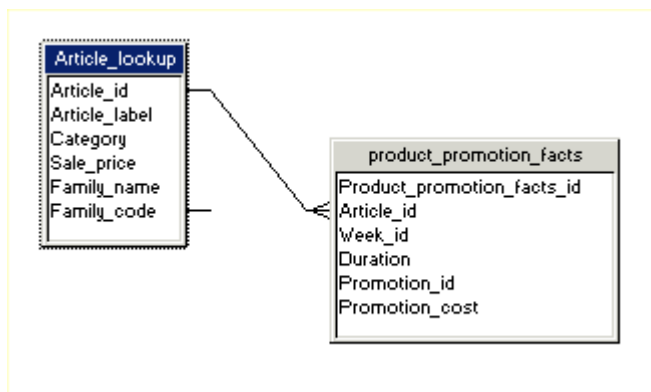 Article_lookup
Article_id
Article_label
Category
Sale_price
Family_name
Family_code
product_promotion_facts
Product_promotion_facts_id
Article_id
Week_id
Duration
Promotion_id
Promotion_cost